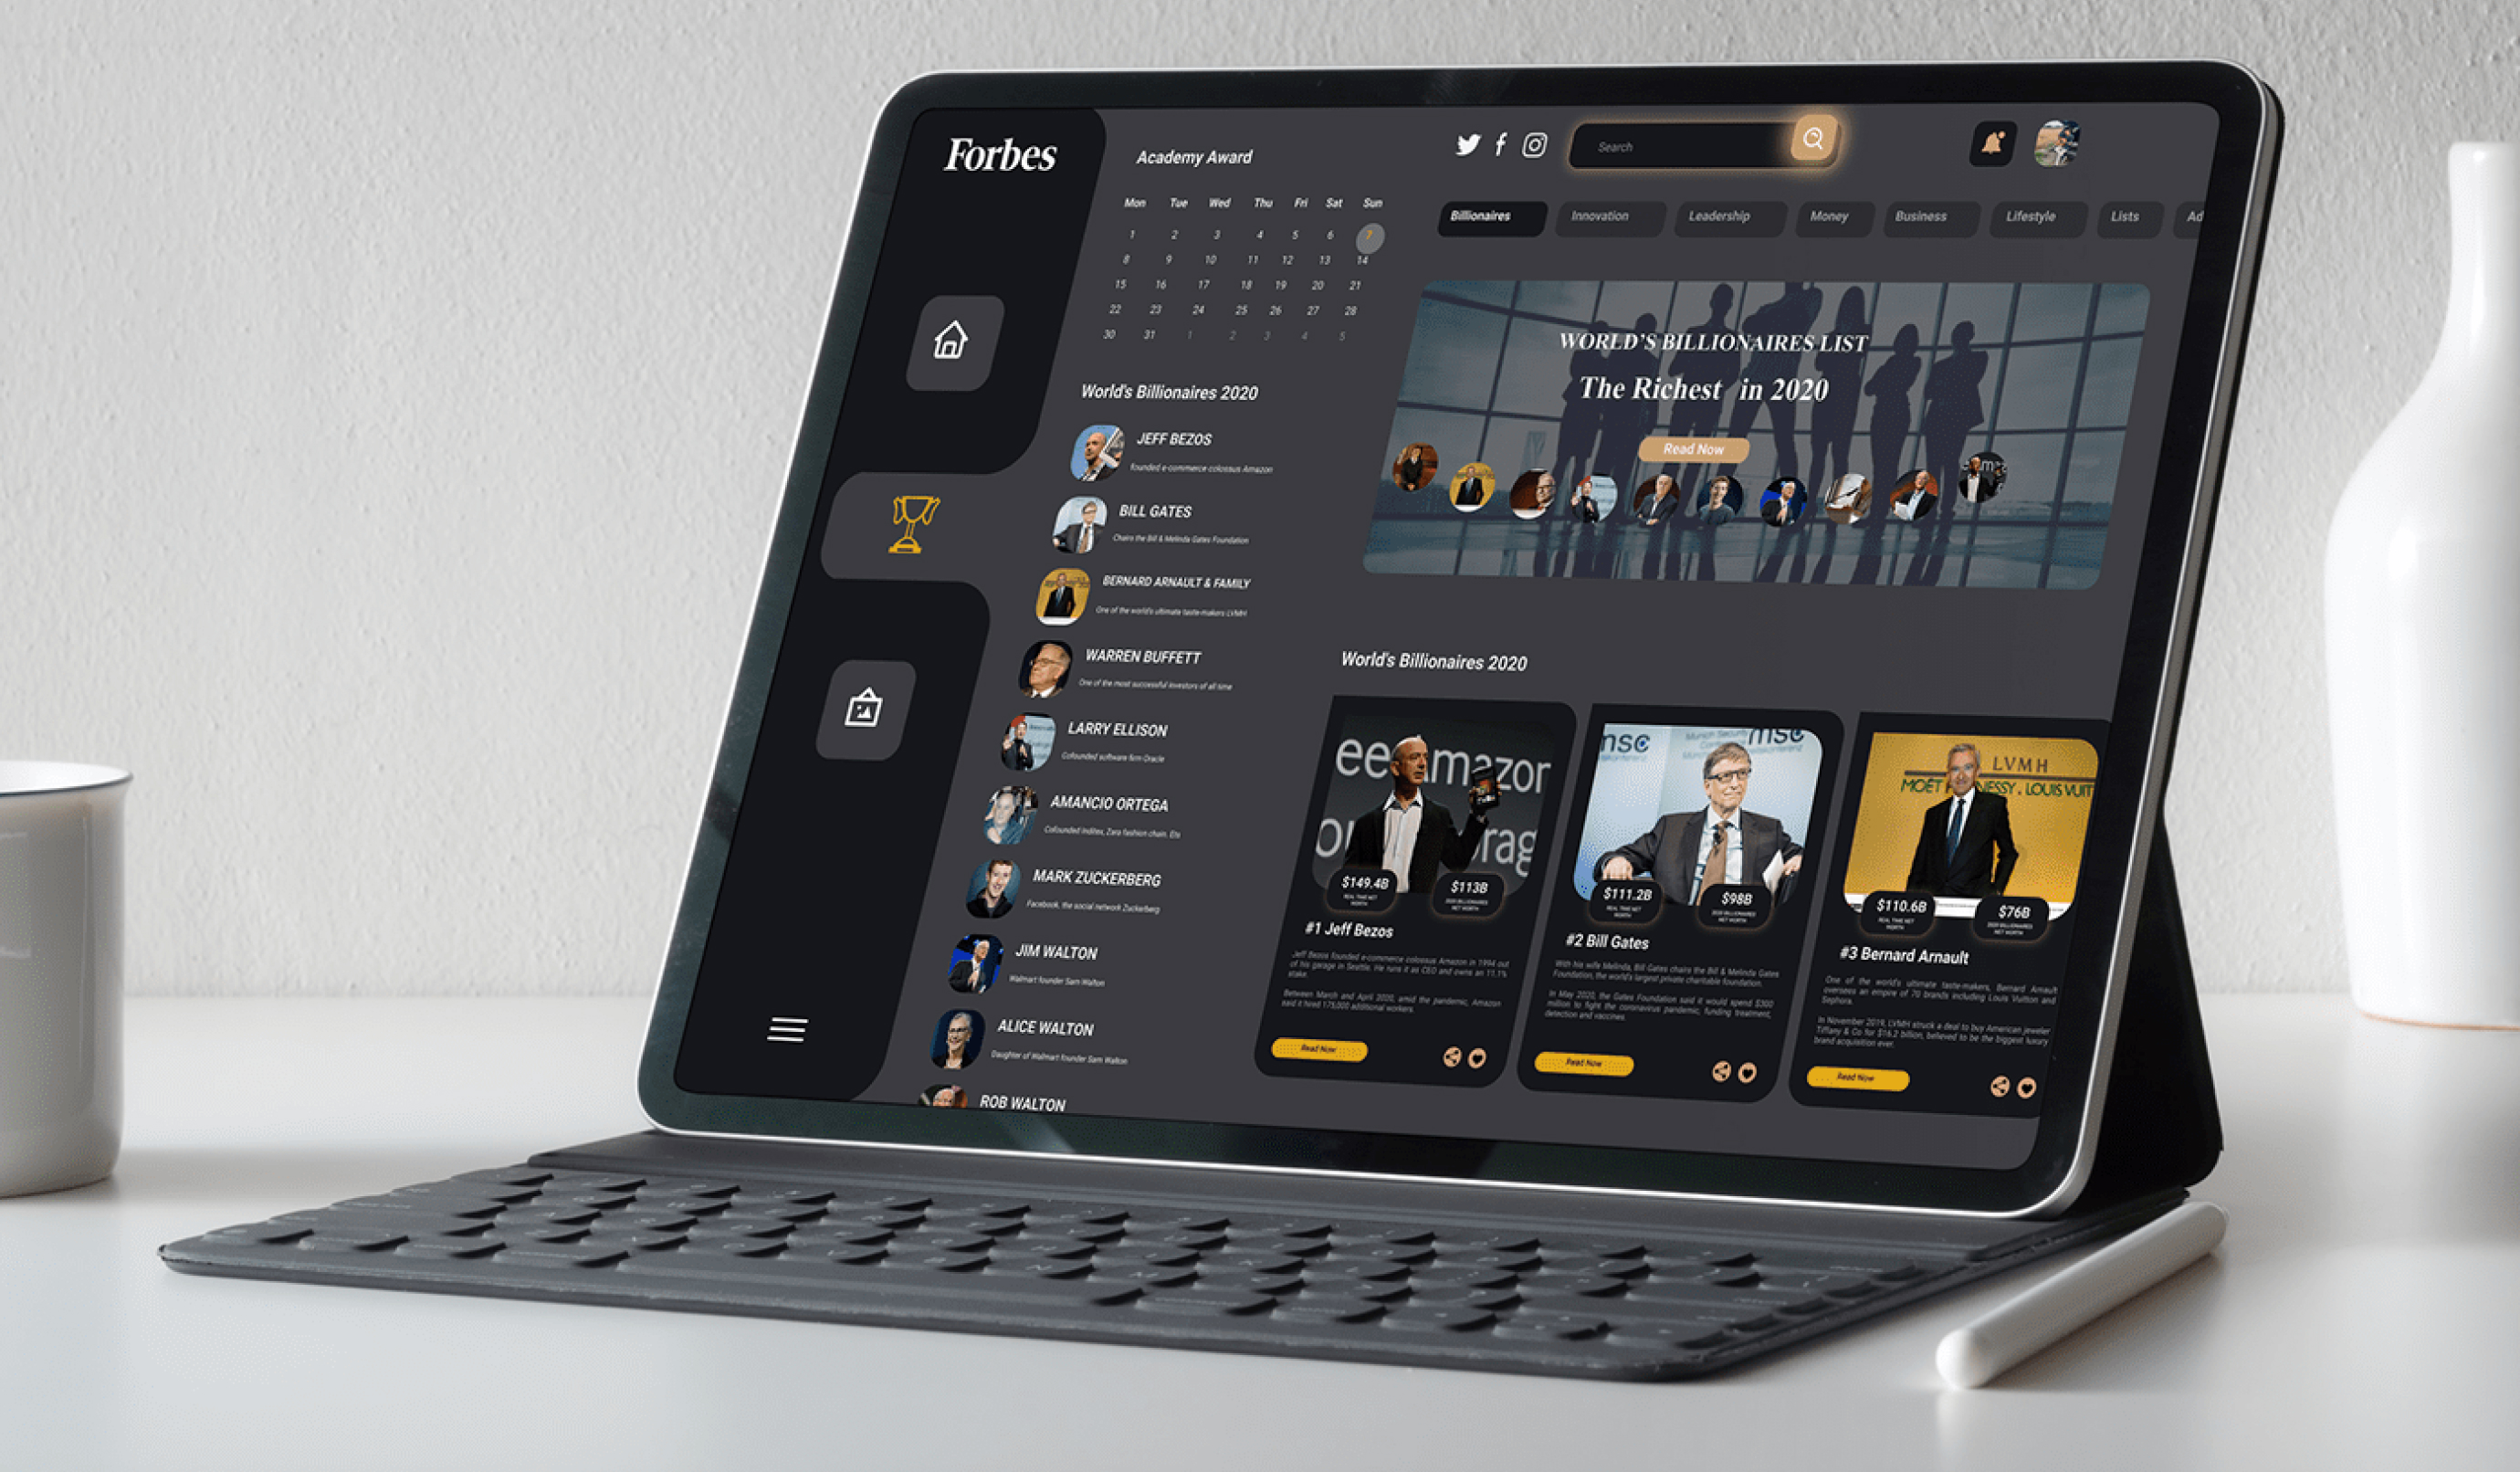 Forbes
Academy Award
Mon Tue Wed Thu Fri Sat Sun
1 2 3 4 5 6 7
8 9 10 11 12 13 14
15 16 17 18 19 20 21
22 23 24 25 26 27 28
30 31 1 2 3 4 5
World's Billionaires 2020
JEFF BEZOS
founded e-commerce colossus Amazon
BILL GATES
Chairs the Bill & Melinda Gates Foundation
BERNARD ARNAULT & FAMILY
One of the world's ultimate taste-makers LVMH
WARREN BUFFETT
One of the most successful investors of all time
LARRY ELLISON
Cofounded software firm Oracle
AMANCIO ORTEGA
Cofounded Inditex, Zara fashion chain. Ets
MARK ZUCKERBERG
Facebook, the social network Zuckerberg
JIM WALTON
Walmart founder Sam Walton
ALICE WALTON
Daughter of Walmart founder Sam Walton
ROB WALTON
Search
Billionaires Innovation Leadership Money Business Lifestyle Lists Ad
WORLD'S BILLIONAIRES LIST
The Richest in 2020
Read Now
World's Billionaires 2020
$149.4B
REAL TIME NET
WORTH
$113B
2020 BILLIONAIRES
NET WORTH
#1 Jeff Bezos
Jeff Bezos founded e-commerce colossus Amazon in 1994 out
of his garage in Seattle. He runs it as CEO and owns an 11.1%
stake.
Between March and April 2020, amid the pandemic, Amazon
said it hired 175,000 additional workers.
Read Now
msc
msc
$111.2B
REAL TIME NET
WORTH
$98B
2020 BILLIONAIRES
NET WORTH
#2 Bill Gates
With his wife Melinda, Bill Gates chairs the Bill & Melinda Gates
Foundation, the world's largest private charitable foundation.
In May 2020, the Gates Foundation said it would spend $300
million to fight the coronavirus pandemic, funding treatment,
detection and vaccines.
Read Now
LVMH
MOËT NESSY . LOUIS VUIT
$110.6B
REAL TIME NET
WORTH
$76B
2020 BILLIONAIRES
NET WORTH
#3 Bernard Arnault
One of the world's ultimate taste-makers, Bernard Arnault
oversees an empire of 70 brands including Louis Vuitton and
Sephora.
In November 2019, LVMH struck a deal to buy American jeweler
Tiffany & Co for $16.2 billion, believed to be the biggest luxury
brand acquisition ever.
Read Now